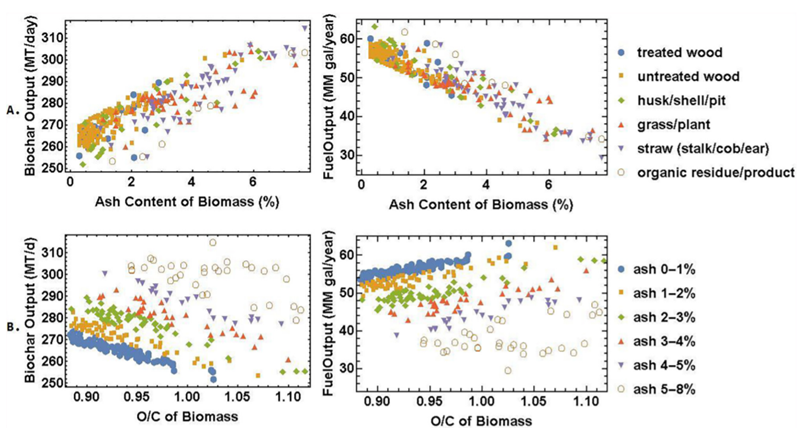 A.
Biochar Output (MT/day)
310
300
290
280
270
260
250
0 2 4 6
Ash Content of Biomass (%)
FuelOutput (MM gal/year)
60
50
40
30
0 2 4 6
Ash Content of Biomass (%)
treated wood
untreated wood
husk/shell/pit
grass/plant
straw (stalk/cob/ear)
organic residue/product
B.
Biochar Output (MT/d)
310
300
290
280
270
260
250
0.90 0.95 1.00 1.05 1.10
O/C of Biomass
FuelOutput (MM gal/year)
60
50
40
30
0.90 0.95 1.00 1.05 1.10
O/C of Biomass
ash 0–1%
ash 1–2%
ash 2–3%
ash 3–4%
ash 4–5%
ash 5–8%